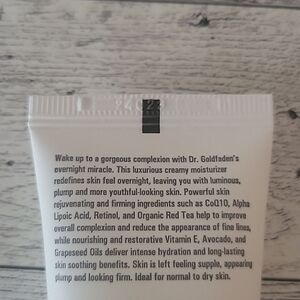 Wake up to a gorgeous complexion with Dr. Goldfaden's
overnight miracle. This luxurious creamy moisturizer
redefines skin feel overnight, leaving you with luminous,
plump and more youthful-looking skin. Powerful skin
rejuvenating and firming ingredients such as CoQ10, Alpha
Lipoic Acid, Retinol, and Organic Red Tea help to improve
overall complexion and reduce the appearance of fine lines,
while nourishing and restorative Vitamin E, Avocado, and
Grapeseed Oils deliver intense hydration and long-lasting
skin soothing benefits. Skin is left feeling supple, appearing
plump and looking firm. Ideal for normal to dry skin.